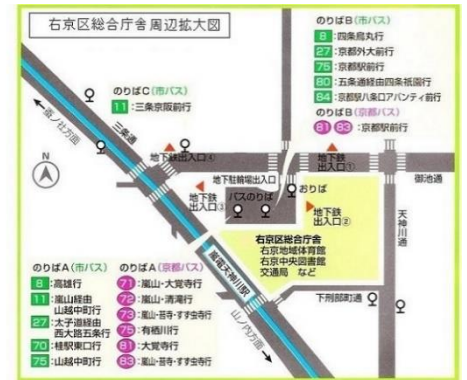 右京区総合庁舎周辺拡大図
のりばB(市バス)
8:四条烏丸行
27:京都外大前行
75:京都駅前行
80:五条通経由四条祇園行
84:京都駅八条口アバンティ前行
のりばB(京都バス)
81 83:京都駅前行
のりばC(市バス)
11:三条京阪前行
蚕ノ社方面
三条通
N
地下鉄出入口④
地下鉄
出入口①
御池通
地下駐輪場出入口
おりば
地下鉄
出入口③
バスのりば
地下鉄
出入口②
天神川通
右京区総合庁舎
右京地域体育館
右京中央図書館
交通局 など
嵐電天神川駅
下刑部町通
山ノ内方面
のりばA(市バス)
8:高雄行
11:嵐山経由
山越中町行
27:太子道経由
西大路五条行
70:桂駅東口行
75:山越中町行
のりばA(京都バス)
71:嵐山・大覚寺行
72:嵐山・清滝行
73:嵐山・苔寺・すず虫寺行
75:有栖川行
81:大覚寺行
83:嵐山・苔寺・すず虫寺行